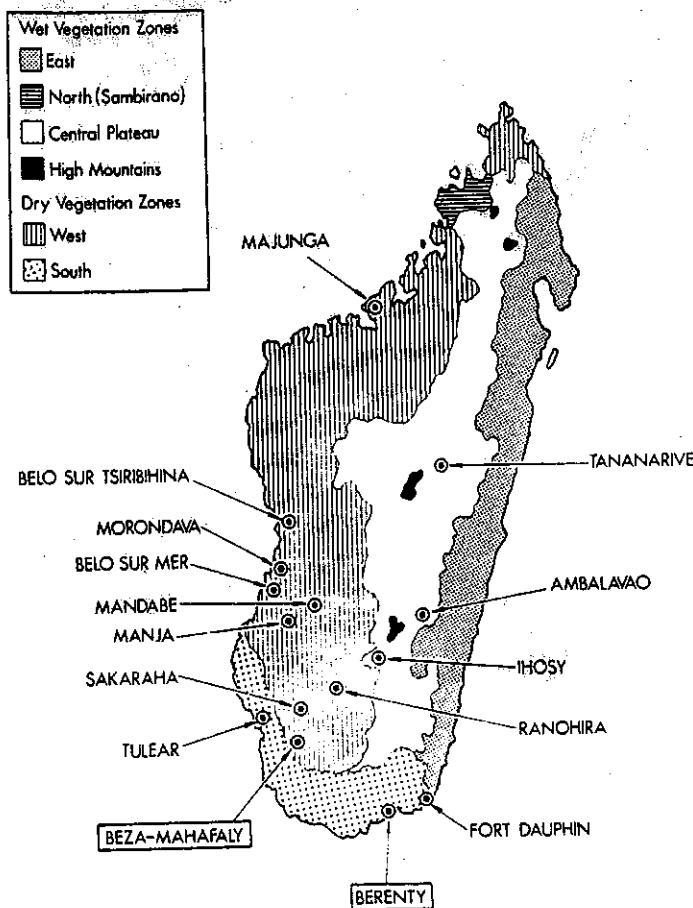 Wet Vegetation Zones
East
North (Sambirano)
Central Plateau
High Mountains
Dry Vegetation Zones
West
South
MAJUNGA
TANANARIVE
BELO SUR TSIRIBIHINA
MORONDAVA
BELO SUR MER
MANDABE
MANJA
AMBALAVAO
IHOSY
SAKARAHA
RANOHIRA
TULEAR
BEZA-MAHAFALY
FORT DAUPHIN
BERENTY